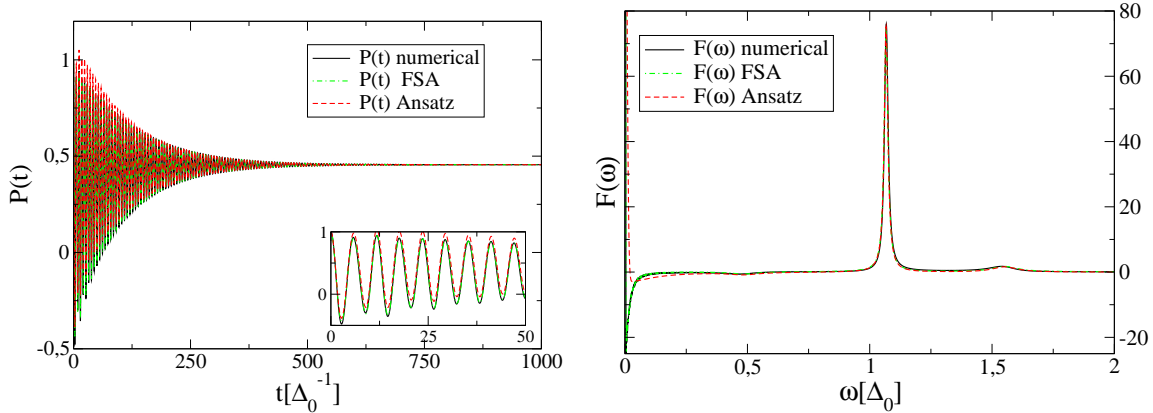 1
0,5
0
-0,5
P(t)
P(t) numerical
P(t) FSA
P(t) Ansatz
1
0
0
25
50
0
250
500
750
1000
t[Δ₀⁻¹]
F(ω)
F(ω) numerical
F(ω) FSA
F(ω) Ansatz
80
60
40
20
0
-20
0
0,5
1
1,5
2
ω[Δ₀]